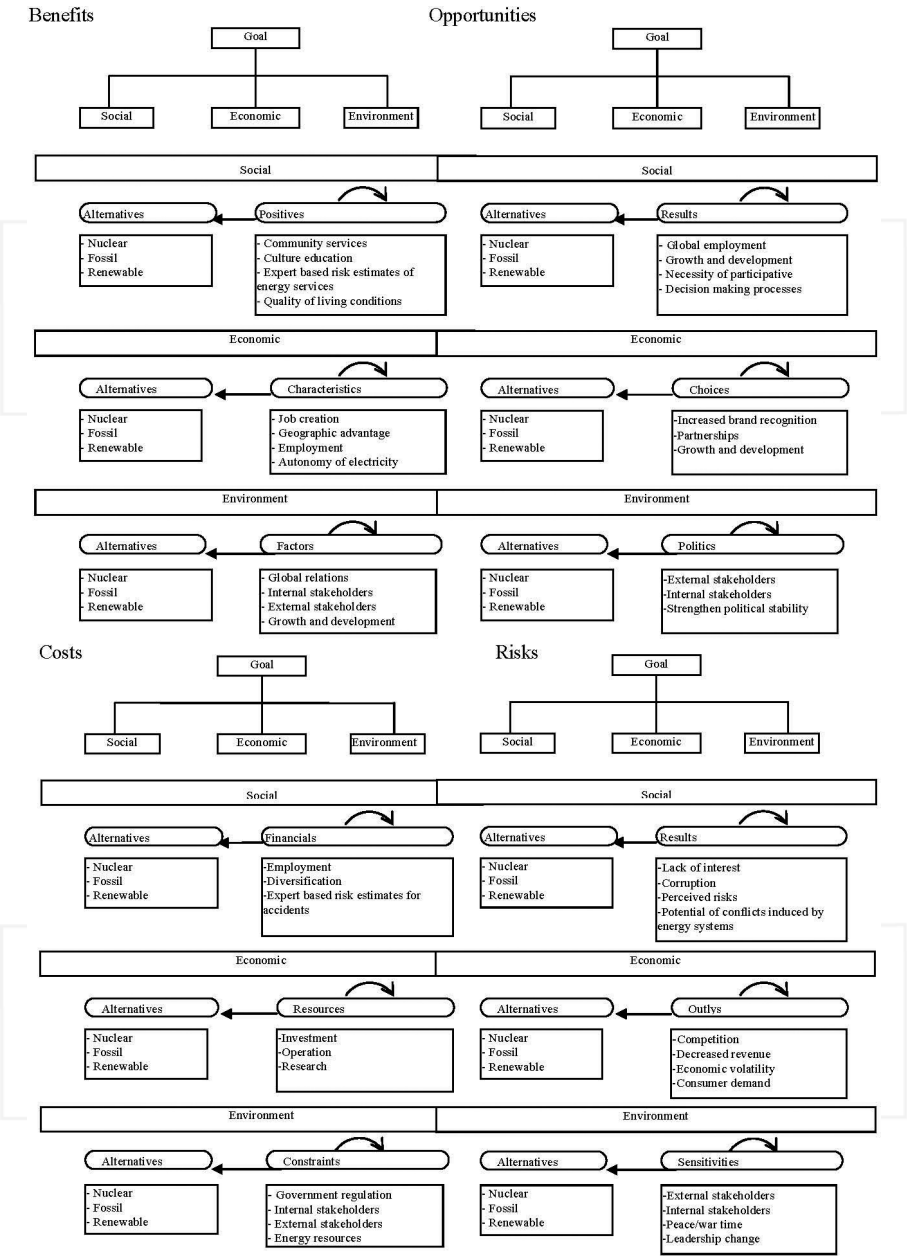 Benefits
Goal
Social
Economic
Environment
Social
Alternatives
- Nuclear
- Fossil
- Renewable
Positives
- Community services
- Culture education
- Expert based risk estimates of
energy services
- Quality of living conditions
Economic
Alternatives
- Nuclear
- Fossil
- Renewable
Characteristics
- Job creation
- Geographic advantage
- Employment
- Autonomy of electricity
Environment
Alternatives
- Nuclear
- Fossil
- Renewable
Factors
- Global relations
- Internal stakeholders
- External stakeholders
- Growth and development
Opportunities
Goal
Social
Economic
Environment
Social
Alternatives
- Nuclear
- Fossil
- Renewable
Results
- Global employment
- Growth and development
- Necessity of participative
- Decision making processes
Economic
Alternatives
- Nuclear
- Fossil
- Renewable
Choices
-Increased brand recognition
-Partnerships
-Growth and development
Environment
Alternatives
- Nuclear
- Fossil
- Renewable
Politics
-External stakeholders
-Internal stakeholders
-Strengthen political stability
Costs
Goal
Social
Economic
Environment
Social
Alternatives
- Nuclear
- Fossil
- Renewable
Financials
-Employment
-Diversification
-Expert based risk estimates for
accidents
Economic
Alternatives
- Nuclear
- Fossil
- Renewable
Resources
-Investment
-Operation
-Research
Environment
Alternatives
- Nuclear
- Fossil
- Renewable
Constraints
- Government regulation
- Internal stakeholders
- External stakeholders
- Energy resources
Risks
Goal
Social
Economic
Environment
Social
Alternatives
- Nuclear
- Fossil
- Renewable
Results
-Lack of interest
-Corruption
-Perceived risks
-Potential of conflicts induced by
energy systems
Economic
Alternatives
- Nuclear
- Fossil
- Renewable
Outlys
-Competition
-Decreased revenue
-Economic volatility
-Consumer demand
Environment
Alternatives
- Nuclear
- Fossil
- Renewable
Sensitivities
-External stakeholders
-Internal stakeholders
-Peace/war time
-Leadership change